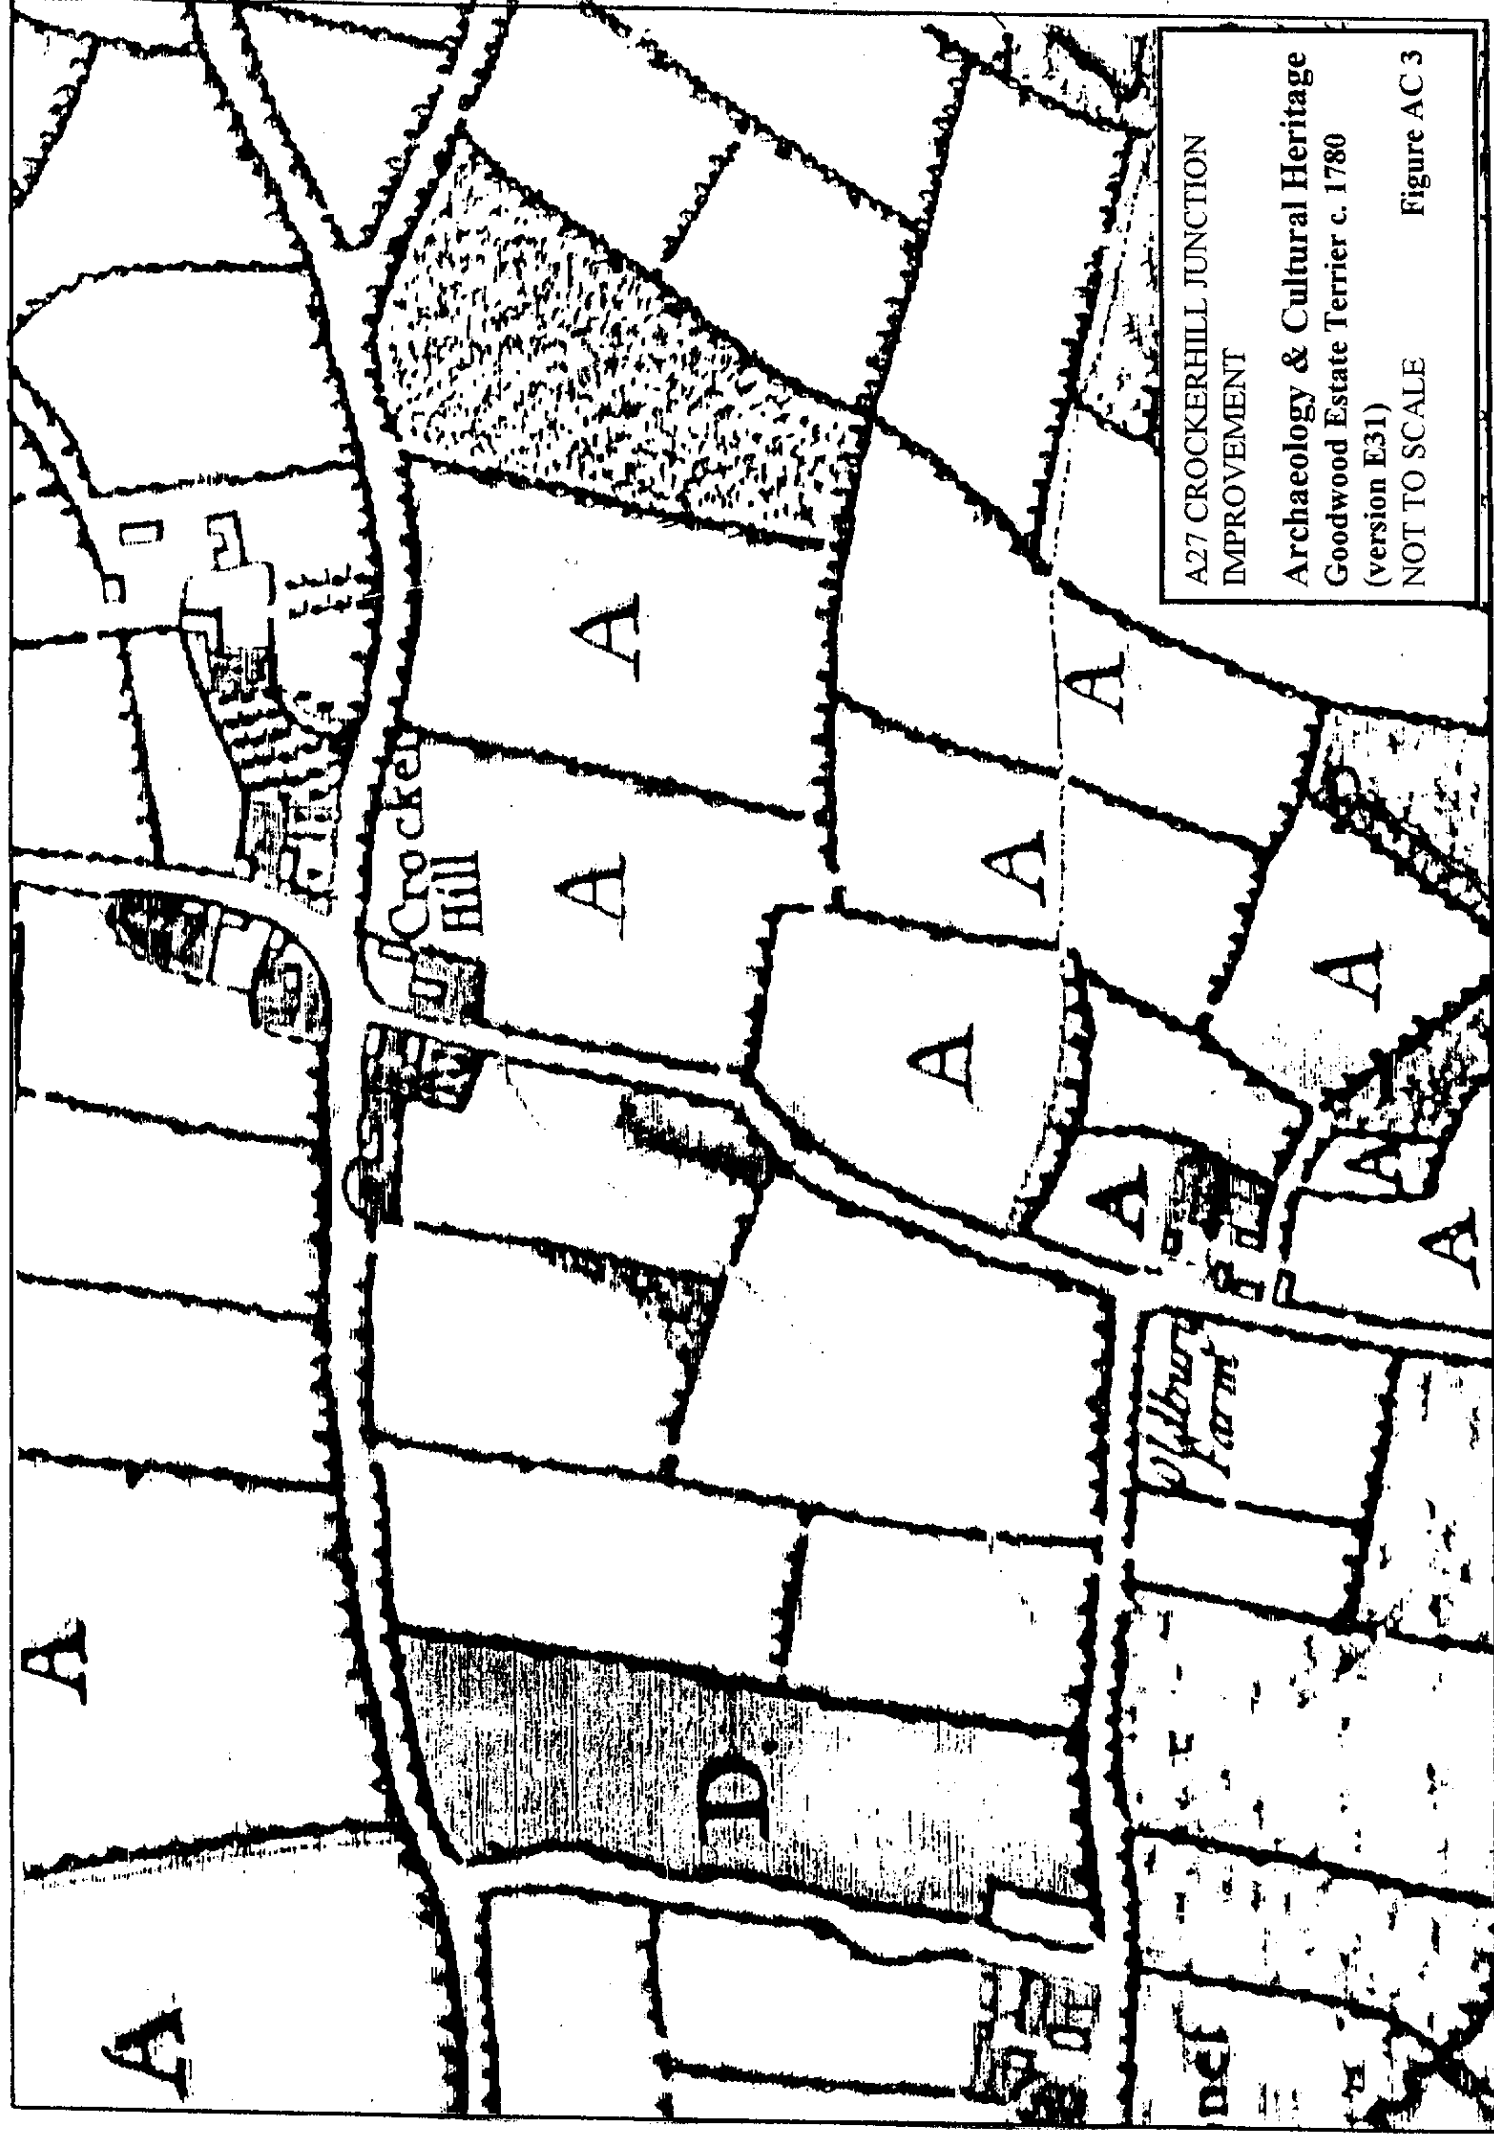 A
A
D.
A
A
A
A
A
A
A
A
A
A
Crocker
Hill
Oldbury
Farm
A27 CROCKERHILL JUNCTION
IMPROVEMENT
Archaeology & Cultural Heritage
Goodwood Estate Terrier c. 1780
(version E31)
NOT TO SCALE Figure AC 3